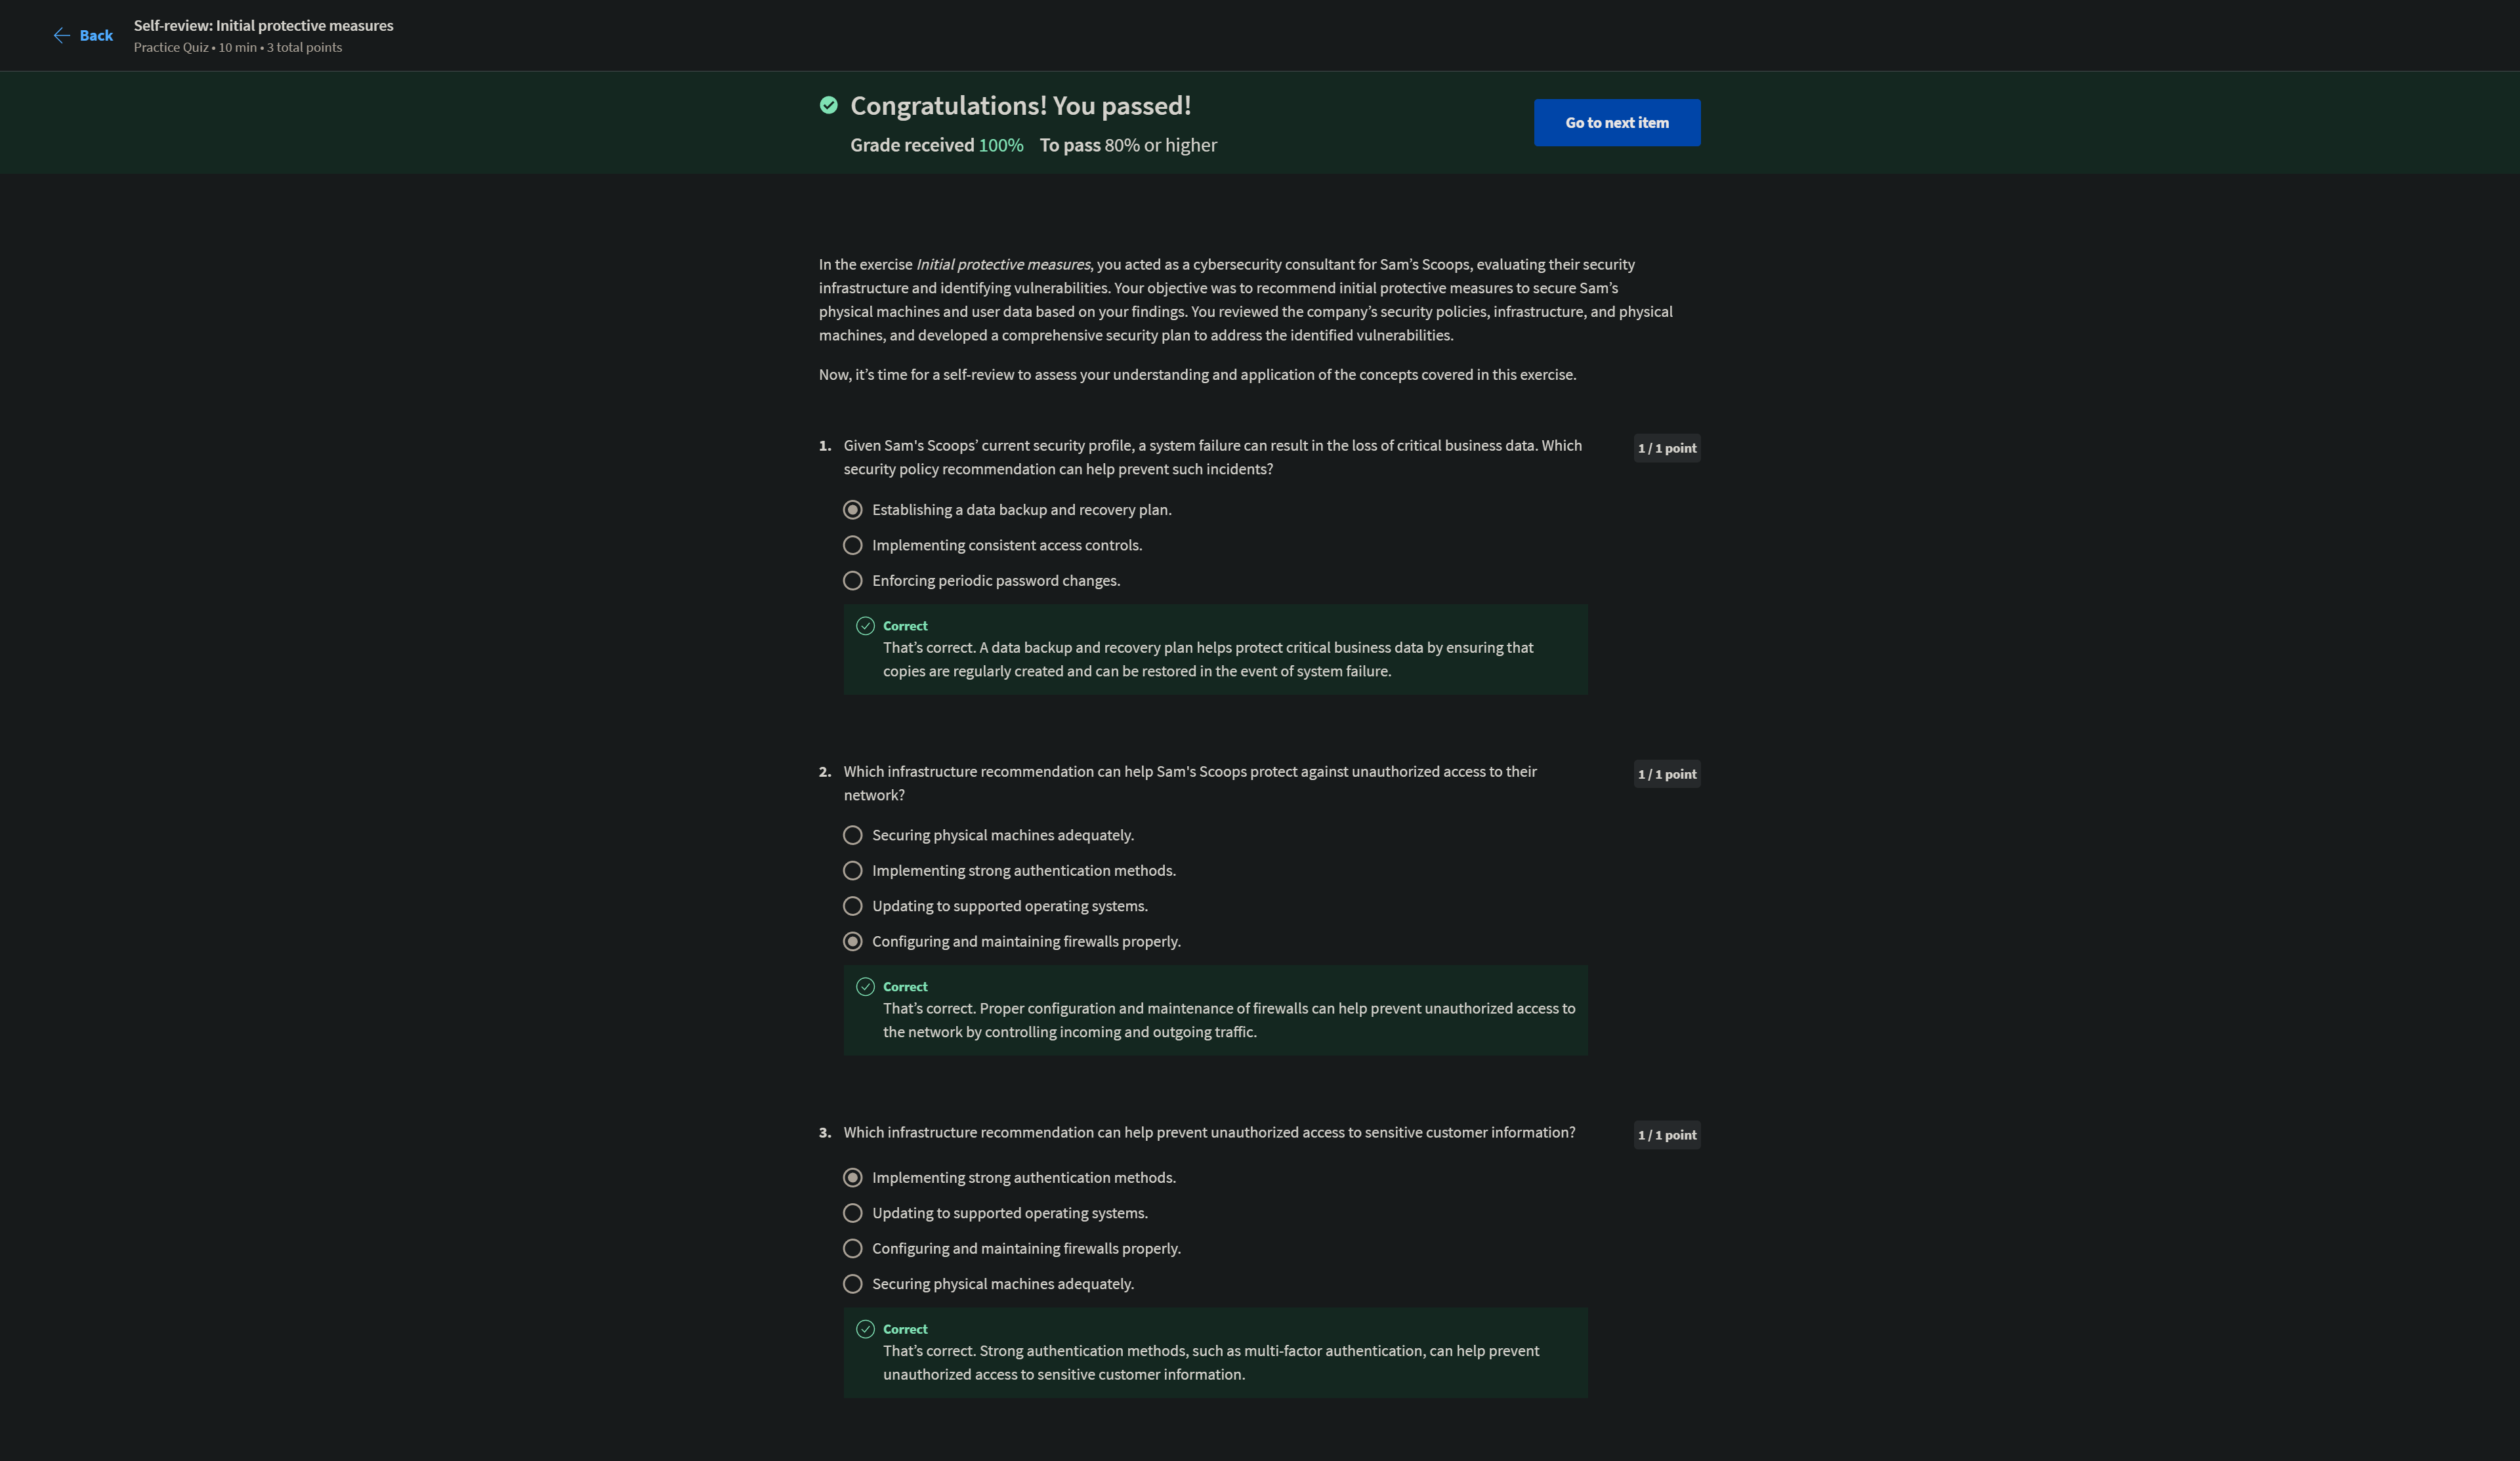 Back
Self-review: Initial protective measures
Practice Quiz • 10 min • 3 total points
Congratulations! You passed!
Grade received 100% To pass 80% or higher
Go to next item
In the exercise Initial protective measures, you acted as a cybersecurity consultant for Sam’s Scoops, evaluating their security
infrastructure and identifying vulnerabilities. Your objective was to recommend initial protective measures to secure Sam’s
physical machines and user data based on your findings. You reviewed the company’s security policies, infrastructure, and physical
machines, and developed a comprehensive security plan to address the identified vulnerabilities.
Now, it’s time for a self-review to assess your understanding and application of the concepts covered in this exercise.
1. Given Sam's Scoops’ current security profile, a system failure can result in the loss of critical business data. Which
security policy recommendation can help prevent such incidents?
1 / 1 point
Establishing a data backup and recovery plan.
Implementing consistent access controls.
Enforcing periodic password changes.
Correct
That’s correct. A data backup and recovery plan helps protect critical business data by ensuring that
copies are regularly created and can be restored in the event of system failure.
2. Which infrastructure recommendation can help Sam's Scoops protect against unauthorized access to their
network?
1 / 1 point
Securing physical machines adequately.
Implementing strong authentication methods.
Updating to supported operating systems.
Configuring and maintaining firewalls properly.
Correct
That’s correct. Proper configuration and maintenance of firewalls can help prevent unauthorized access to
the network by controlling incoming and outgoing traffic.
3. Which infrastructure recommendation can help prevent unauthorized access to sensitive customer information?
1 / 1 point
Implementing strong authentication methods.
Updating to supported operating systems.
Configuring and maintaining firewalls properly.
Securing physical machines adequately.
Correct
That’s correct. Strong authentication methods, such as multi-factor authentication, can help prevent
unauthorized access to sensitive customer information.